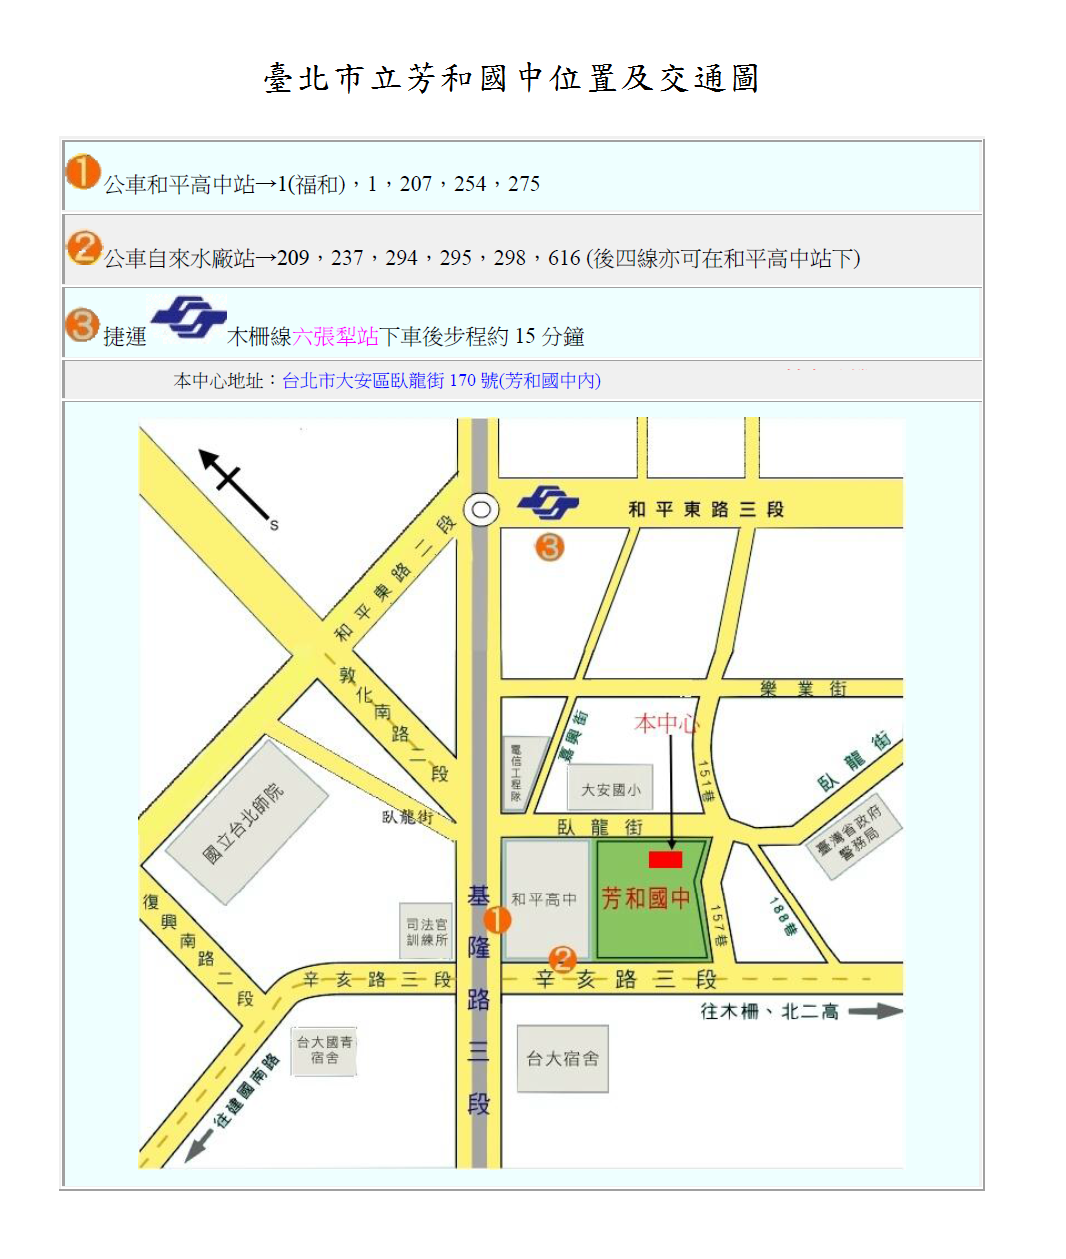 臺北市立芳和國中位置及交通圖
1 公車和平高中站→1(福和)，1，207，254，275
2 公車自來水廠站→209，237，294，295，298，616 (後四線亦可在和平高中站下)
3 捷運 木柵線六張犁站下車後步程約 15 分鐘
本中心地址：台北市大安區臥龍街 170 號(芳和國中內)
S
和平東路三段
3
和平東路二段
敦化南路二段
樂業街
本中心
嘉興街
電信工程隊
大安國小
151巷
臥龍街
臥龍街
臥龍街
國立台北師院
臺灣省政府
警務局
復興南路二段
司法官
訓練所
基隆路三段
1
和平高中
芳和國中
157巷
188巷
2
辛亥路三段
辛亥路三段
往木柵、北二高
台大國青
宿舍
台大宿舍
往建國南路